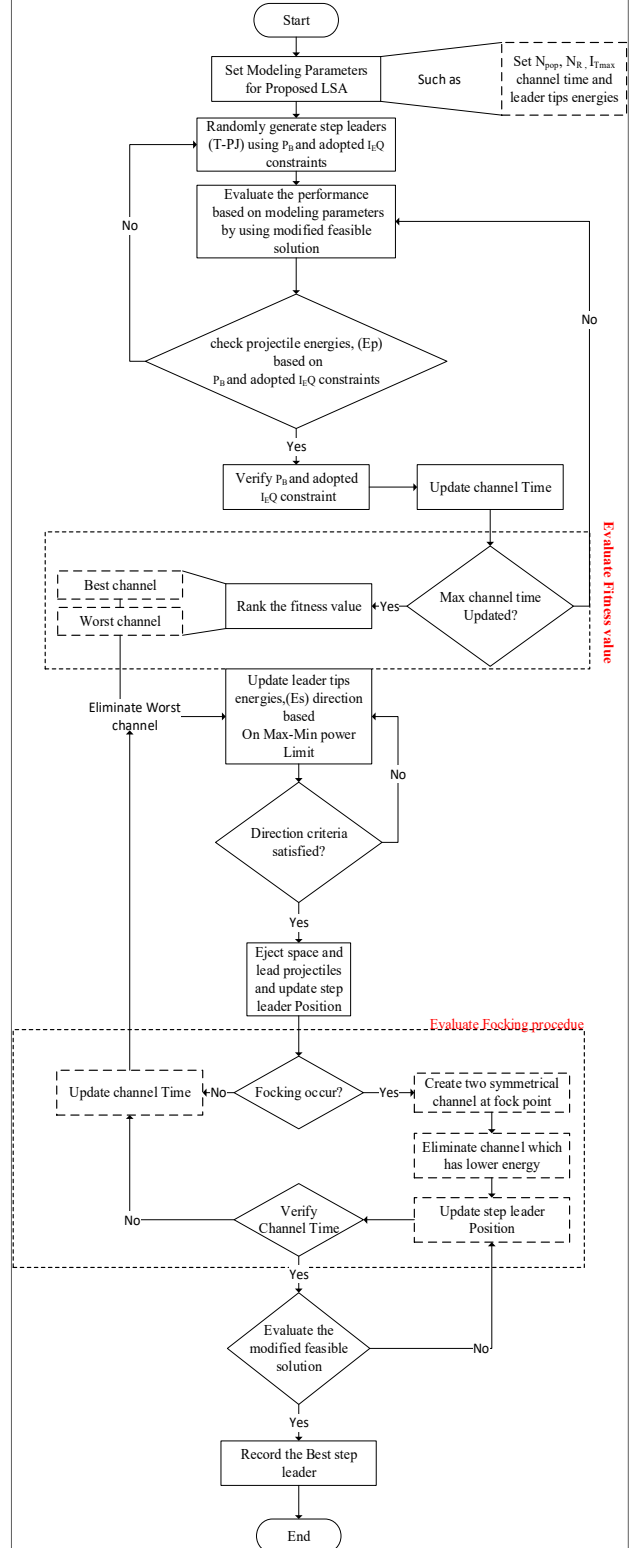 Start
Set Modeling Parameters
for Proposed LSA
Such as
Set Npop, NR , ITmax
channel time and
leader tips energies
Randomly generate step leaders
(T-PJ) using PB and adopted IEQ
constraints
Evaluate the performance
based on modeling parameters
by using modified feasible
solution
No
No
check projectile energies, (Ep)
based on
PB and adopted IEQ constraints
Yes
Verify PB and adopted
IEQ constraint
Update channel Time
Evaluate Fitness value
Best channel
Worst channel
Rank the fitness value
Yes
Max channel time
Updated?
Eliminate Worst
channel
Update leader tips
energies,(Es) direction
based
On Max-Min power
Limit
No
Direction criteria
satisfied?
Yes
Eject space and
lead projectiles
and update step
leader Position
Evaluate Focking procedue
Update channel Time
No
Focking occur?
Yes
Create two symmetrical
channel at fock point
Eliminate channel which
has lower energy
Update step leader
Position
Verify
Channel Time
No
Yes
Evaluate the
modified feasible
solution
No
Yes
Record the Best step
leader
End